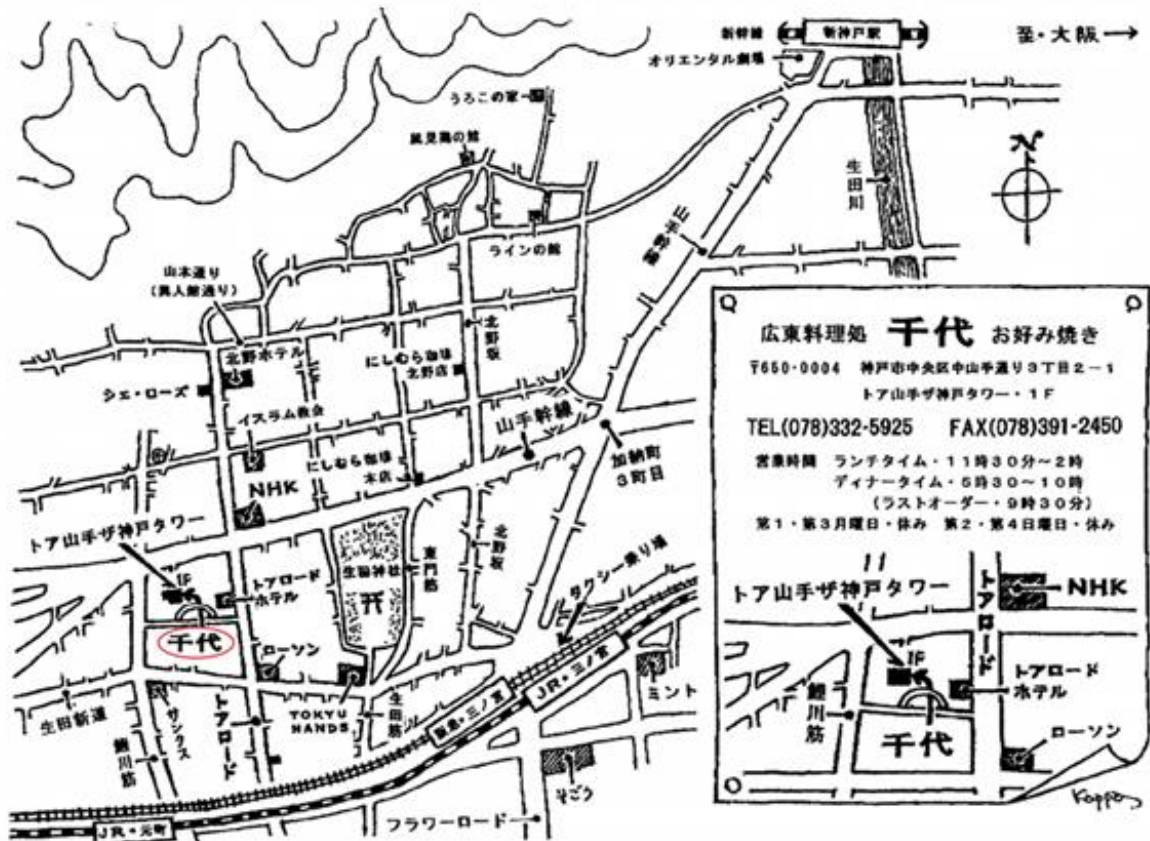 新幹線
新神戸駅
至・大阪→
オリエンタル劇場
うろこの家
風見鶏の館
N
生田川
山手幹線
ラインの館
山本通り
(異人館通り)
北野坂
北野ホテル
にしむら珈琲
北野店
シェ・ローズ
イスラム教会
山手幹線
加納町
3町目
にしむら珈琲
本店
NHK
トア山手ザ神戸タワー
北野坂
生田神社
東門筋
タクシー乗り場
1F
トアロード
ホテル
千代
ローソン
JR・三ノ宮
阪急・三ノ宮
ミント
生田新道
サンクス
トアロード
TOKYU
HANDS
生田筋
鯉川筋
そごう
フラワーロード
JR・元町
広東料理処 千代 お好み焼き
〒650-0004 神戸市中央区中山手通り3丁目2-1
トア山手ザ神戸タワー・1F
TEL(078)332-5925 FAX(078)391-2450
営業時間 ランチタイム・11時30分~2時
ディナータイム・5時30~10時
(ラストオーダー・9時30分)
第1・第3月曜日・休み 第2・第4日曜日・休み
トア山手ザ神戸タワー
トアロード
NHK
1F
トアロード
ホテル
鯉川筋
千代
ローソン